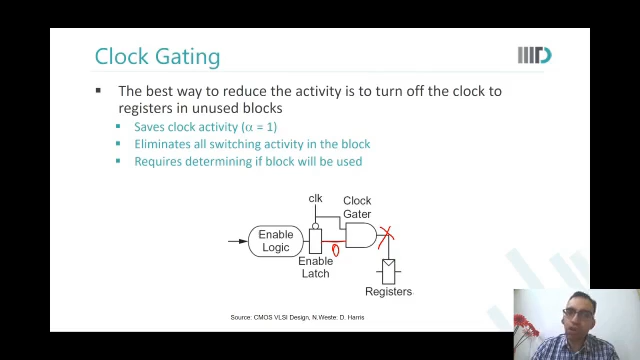 Clock Gating
The best way to reduce the activity is to turn off the clock to
registers in unused blocks
Saves clock activity (α = 1)
Eliminates all switching activity in the block
Requires determining if block will be used
clk
Clock
Gater
Enable
Logic
0
Enable
Latch
Registers
Source: CMOS VLSI Design, N.Weste: D. Harris